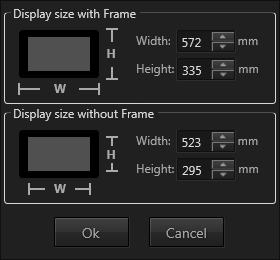 Display size with Frame
Width: 572 mm
H
Height: 335 mm
W
Display size without Frame
Width: 523 mm
H
Height: 295 mm
W
Ok Cancel